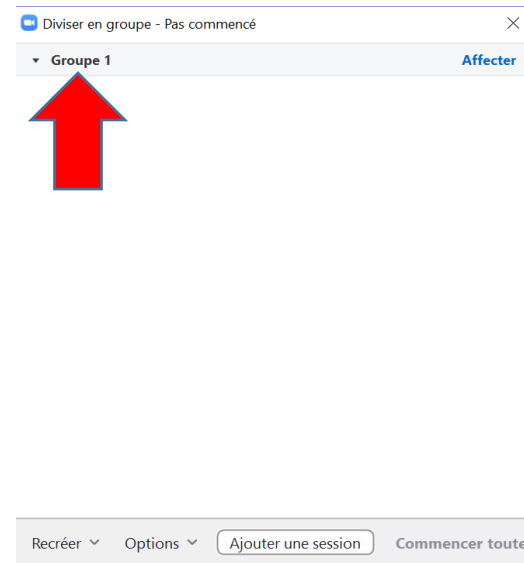 Diviser en groupe - Pas commencé
Groupe 1 Affecter
Recréer Options Ajouter une session Commencer toute